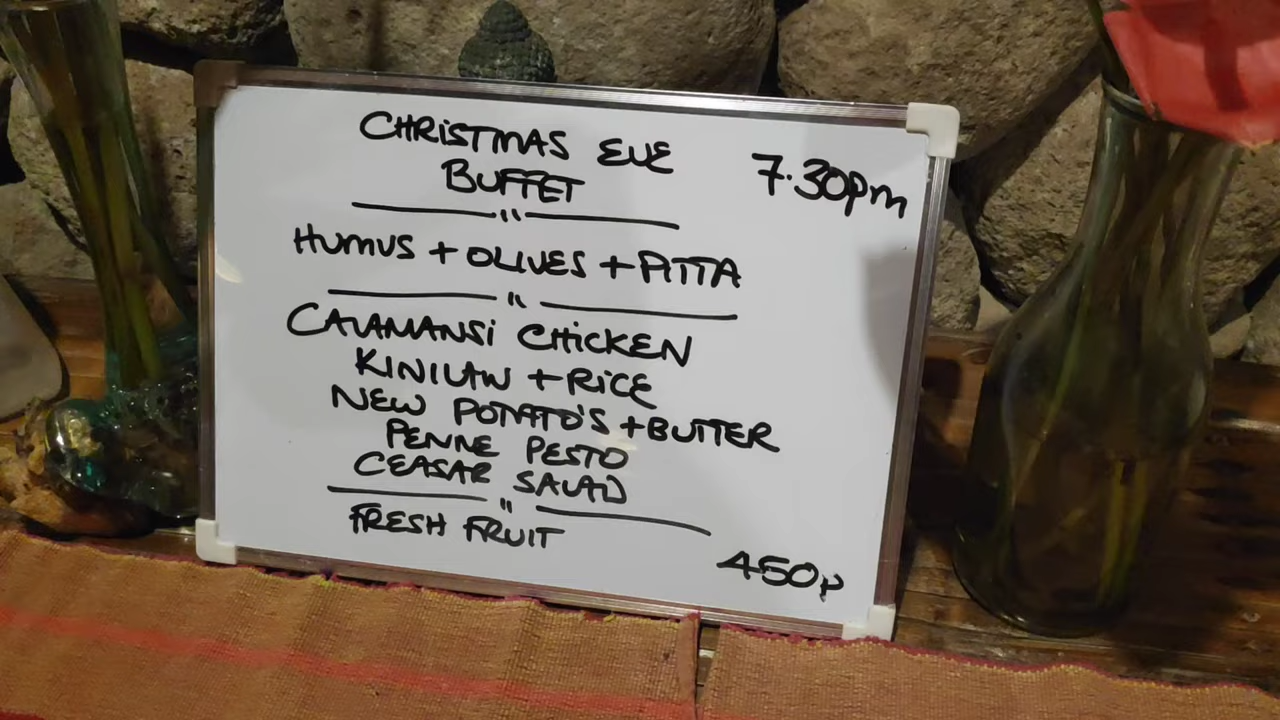 CHRISTMAS EVE
BUFFET
7.30pm
HUMUS + OLIVES + PITTA
CALAMANSI CHICKEN
KINILAW + RICE
NEW POTATO'S + BUTTER
PENNE PESTO
CEASAR SALAD
FRESH FRUIT
450p